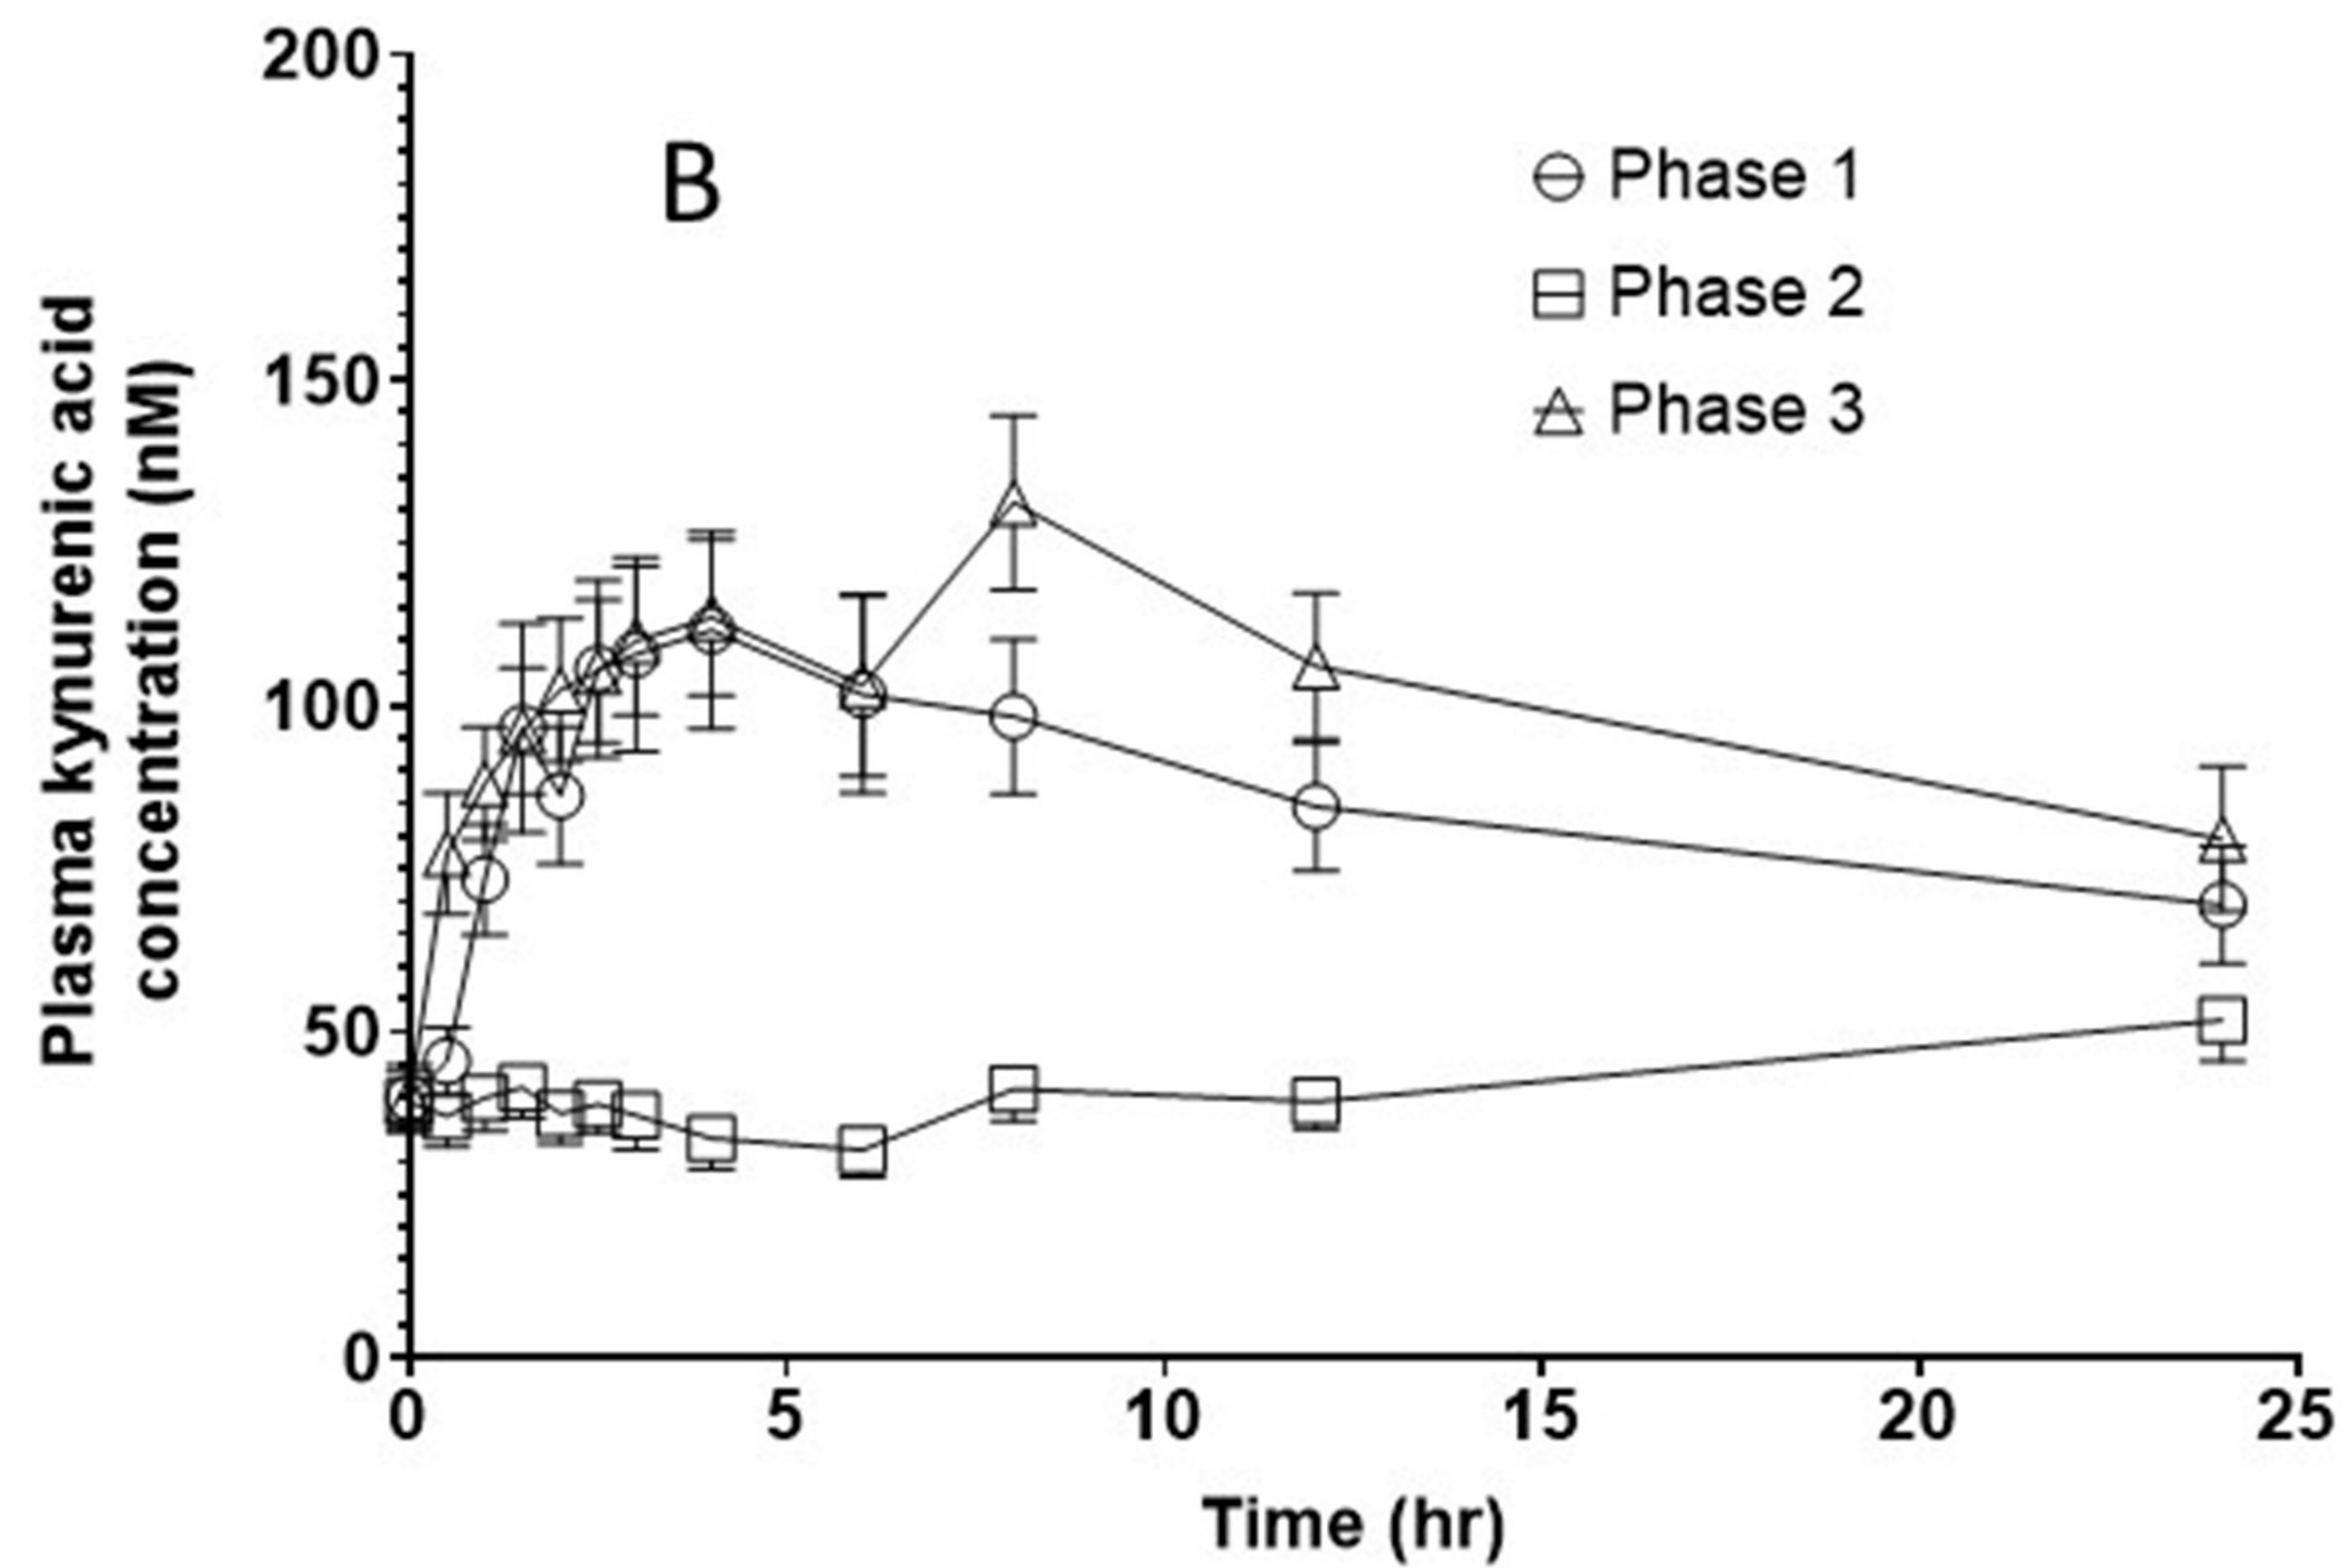 200
150
100
50
0
Plasma kynurenic acid
concentration (nM)
B
Phase 1
Phase 2
Phase 3
0 5 10 15 20 25
Time (hr)